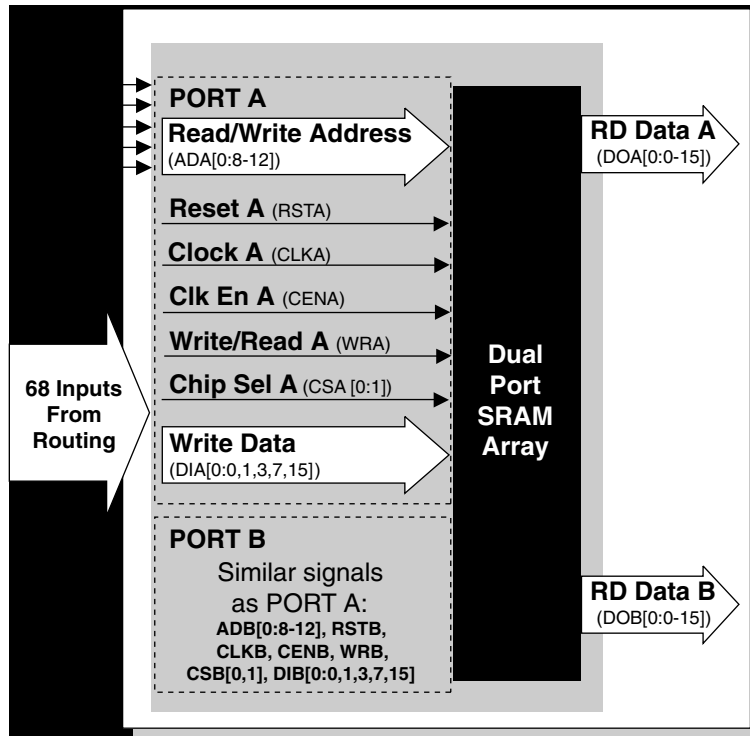 PORT A
Read/Write Address
(ADA[0:8-12])
Reset A (RSTA)
Clock A (CLKA)
Clk En A (CENA)
Write/Read A (WRA)
Chip Sel A (CSA [0:1])
Write Data
(DIA[0:0,1,3,7,15])
68 Inputs
From
Routing
PORT B
Similar signals
as PORT A:
ADB[0:8-12], RSTB,
CLKB, CENB, WRB,
CSB[0,1], DIB[0:0,1,3,7,15]
Dual
Port
SRAM
Array
RD Data A
(DOA[0:0-15])
RD Data B
(DOB[0:0-15])